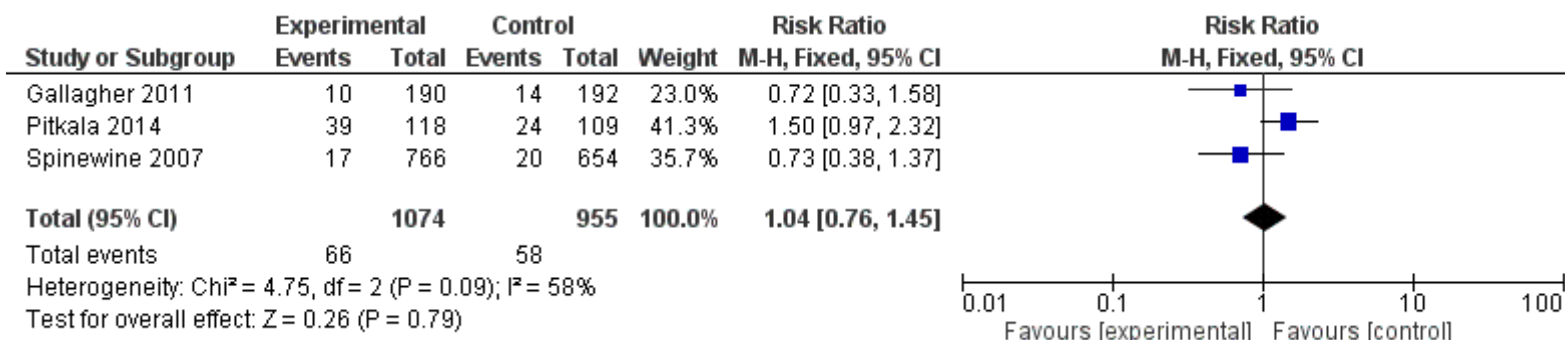 Experimental Control Risk Ratio Risk Ratio
Study or Subgroup Events Total Events Total Weight M-H, Fixed, 95% CI M-H, Fixed, 95% CI
Gallagher 2011 10 190 14 192 23.0% 0.72 [0.33, 1.58]
Pitkala 2014 39 118 24 109 41.3% 1.50 [0.97, 2.32]
Spinewine 2007 17 766 20 654 35.7% 0.73 [0.38, 1.37]
Total (95% CI) 1074 955 100.0% 1.04 [0.76, 1.45]
Total events 66 58
Heterogeneity: Chi² = 4.75, df = 2 (P = 0.09); I² = 58%
Test for overall effect: Z = 0.26 (P = 0.79)
0.01 0.1 1 10 100
Favours [experimental] Favours [control]